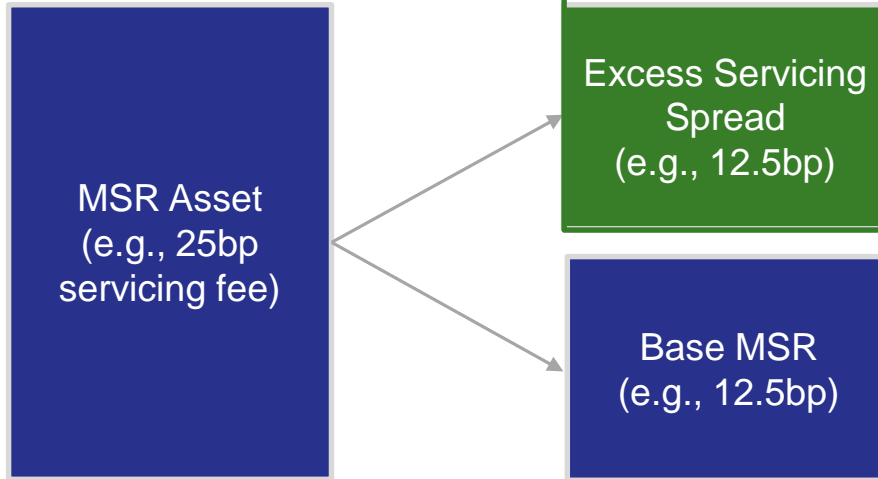 MSR Asset
(e.g., 25bp
servicing fee)
Excess Servicing
Spread
(e.g., 12.5bp)
Base MSR
(e.g., 12.5bp)